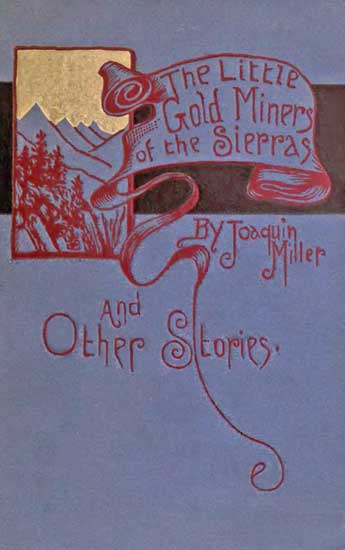 The Little
Gold Miners
of the Sierras
By Joaquin
Miller
And
Other Stories.